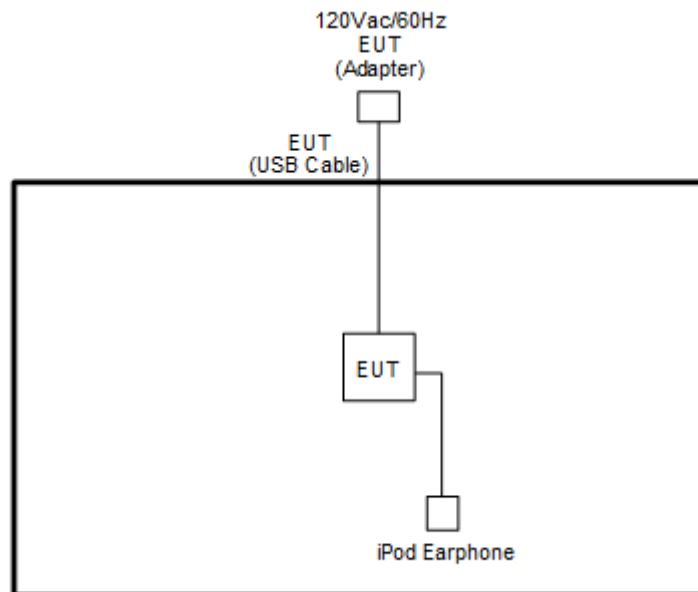 120Vac/60Hz
EUT
(Adapter)
EUT
(USB Cable)
EUT
iPod Earphone